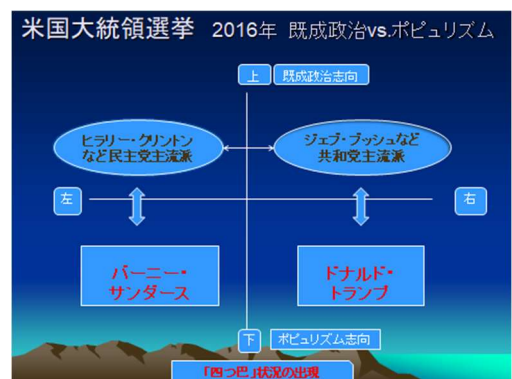 米国大統領選挙 2016年 既成政治vs.ポピュリズム
上 既成政治志向
ヒラリー・クリントン
など民主党主流派
ジェブ・ブッシュなど
共和党主流派
左
右
バーニー・
サンダース
ドナルド・
トランプ
下 ポピュリズム志向
「四つ巴」状況の出現